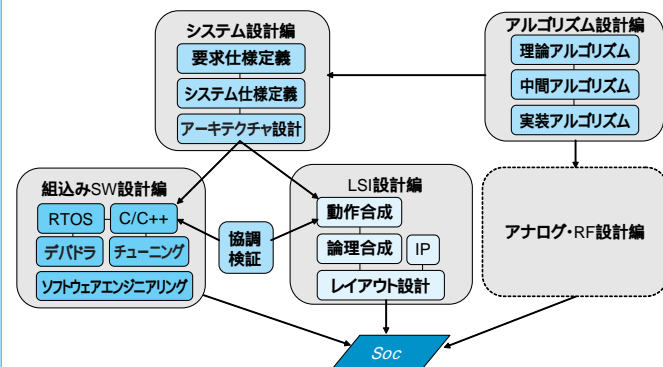 システム設計編
要求仕様定義
システム仕様定義
アーキテクチャ設計
アルゴリズム設計編
理論アルゴリズム
中間アルゴリズム
実装アルゴリズム
組込みSW設計編
RTOS
C/C++
デバドラ
チューニング
ソフトウェアエンジニアリング
協調
検証
LSI設計編
動作合成
論理合成
IP
レイアウト設計
アナログ・RF設計編
Soc